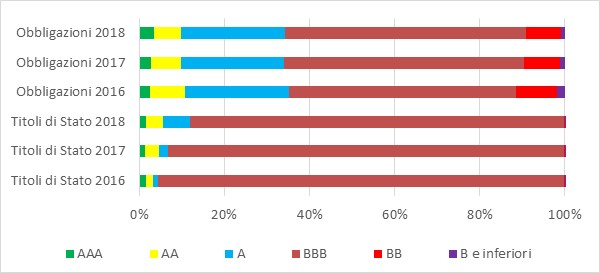 Obbligazioni 2018
Obbligazioni 2017
Obbligazioni 2016
Titoli di Stato 2018
Titoli di Stato 2017
Titoli di Stato 2016
0% 20% 40% 60% 80% 100%
AAA AA A BBB BB B e inferiori